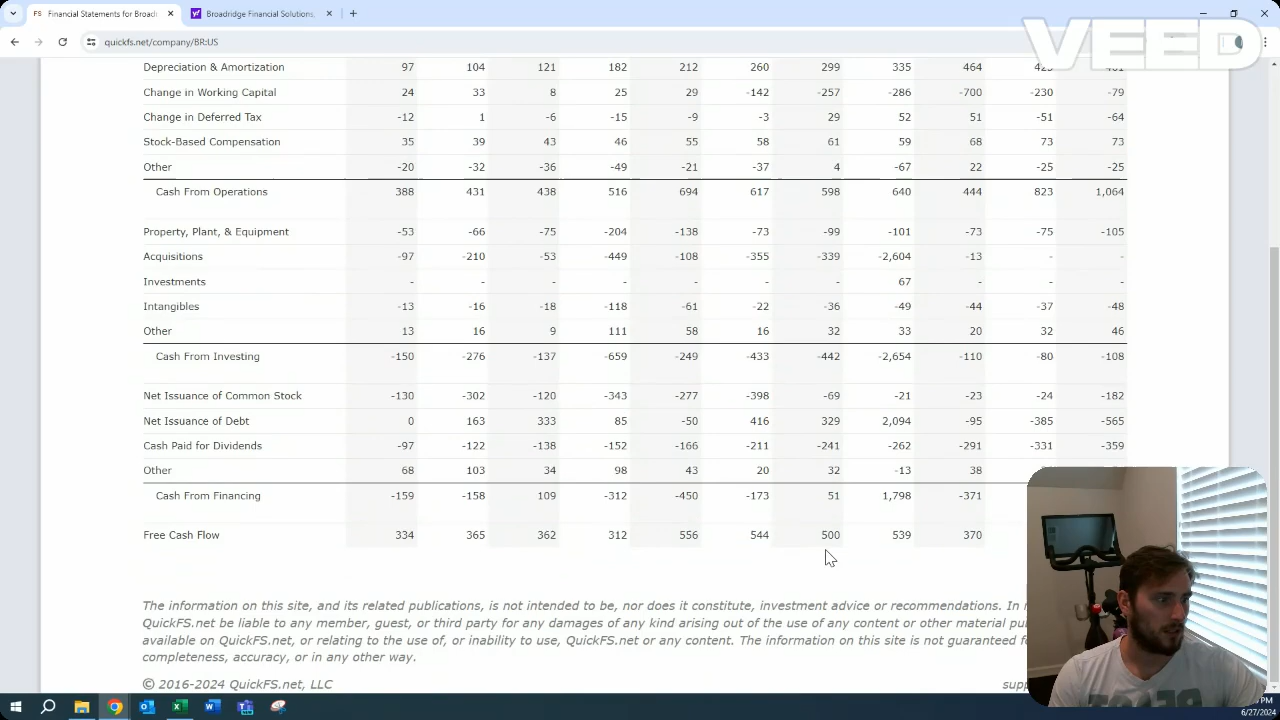 Financial Statements for Broad
Broadridge Financial Solutions,
quickfs.net/company/BR:US
VEED
Depreciation & Amortization 97 104 121 182 212 260 299 335 464
Change in Working Capital 24 33 8 25 29 -142 -257 -286 -700 -230 -79
Change in Deferred Tax -12 1 -6 -15 -9 -3 29 52 51 -51 -64
Stock-Based Compensation 35 39 43 46 55 58 61 59 68 73 73
Other -20 -32 -36 -49 -21 -37 4 -67 22 -25 -25
Cash From Operations 388 431 438 516 694 617 598 640 444 823 1,064
Property, Plant, & Equipment -53 -66 -75 -204 -138 -73 -99 -101 -73 -75 -105
Acquisitions -97 -210 -53 -449 -108 -355 -339 -2,604 -13 - -
Investments - - - - - - - 67 - - -
Intangibles -13 -16 -18 -118 -61 -22 -36 -49 -44 -37 -48
Other 13 16 9 111 58 16 32 33 20 32 46
Cash From Investing -150 -276 -137 -659 -249 -433 -442 -2,654 -110 -80 -108
Net Issuance of Common Stock -130 -302 -120 -343 -277 -398 -69 -21 -23 -24 -182
Net Issuance of Debt 0 163 333 85 -50 416 329 2,094 -95 -385 -565
Cash Paid for Dividends -97 -122 -138 -152 -166 -211 -241 -262 -291 -331 -359
Other 68 103 34 98 43 20 32 -13 38
Cash From Financing -159 -158 109 -312 -450 -173 51 1,798 -371
Free Cash Flow 334 365 362 312 556 544 500 539 370
The information on this site, and its related publications, is not intended to be, nor does it constitute, investment advice or recommendations. In
QuickFS.net be liable to any member, guest, or third party for any damages of any kind arising out of the use of any content or other material
available on QuickFS.net, or relating to the use of, or inability to use, QuickFS.net or any content. The information on this site is not guaranteed
completeness, accuracy, or in any other way.
© 2016-2024 QuickFS.net, LLC
PM
6/27/2024